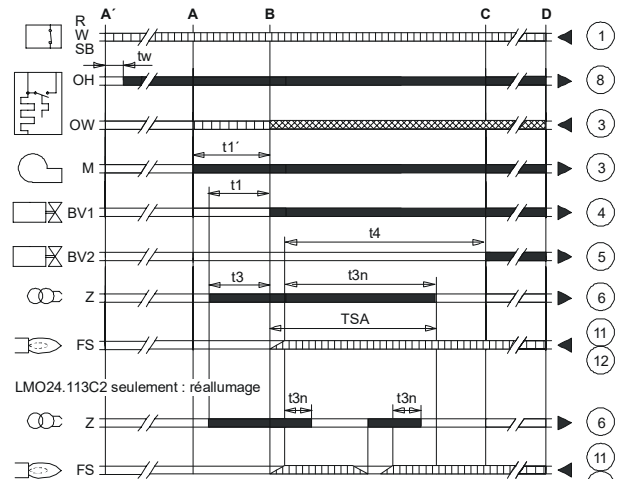 A´ A B C D
R
W
SB
1
tw
OH 8
OW 3
t1´
M 3
t1
BV1 4
t4
BV2 5
t3 t3n
Z 6
TSA
FS 11
12
LMO24.113C2 seulement : réallumage
t3n t3n
Z 6
FS 11